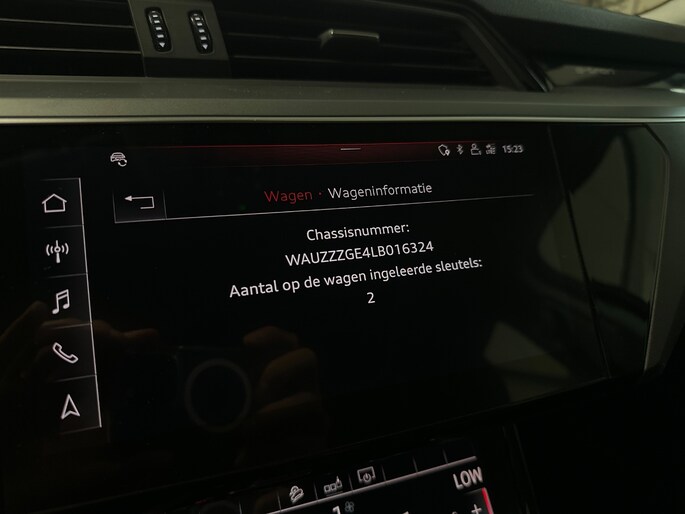 15:23
Wagen · Wageninformatie
Chassisnummer:
WAUZZZGE4LB016324
Aantal op de wagen ingeleerde sleutels:
2
LOW